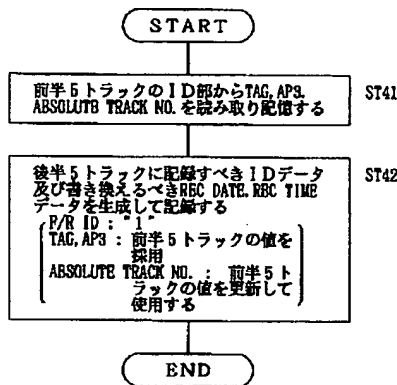 START
前半5トラックのID部からTAG,AP3.
ABSOLUTE TRACK NO.を読み取り記憶する
ST41
後半5トラックに記録すべきIDデータ
及び書き換えるべきREC DATE,REC TIME
データを生成して記録する
F/R ID : "1"
TAG,AP3 : 前半5トラックの値を
採用
ABSOLUTE TRACK NO. : 前半5ト
ラックの値を更新して
使用する
ST42
END